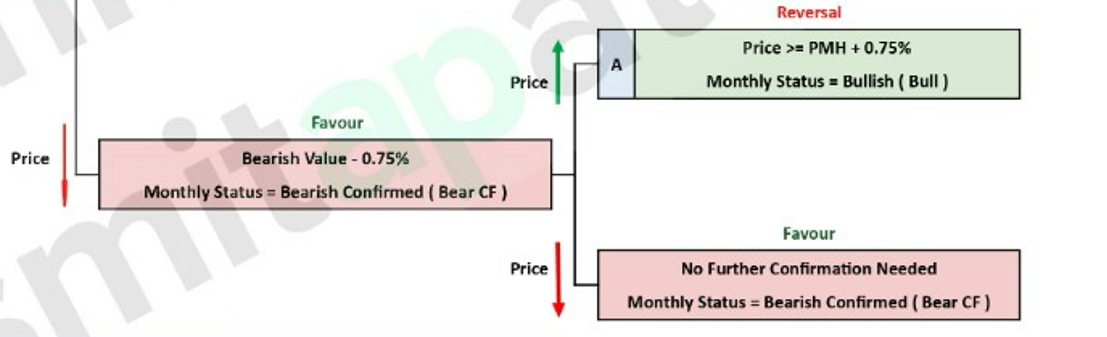 Reversal
Price >= PMH + 0.75%
Monthly Status = Bullish ( Bull )
A
Price
Favour
Bearish Value - 0.75%
Monthly Status = Bearish Confirmed ( Bear CF )
Price
Favour
No Further Confirmation Needed
Monthly Status = Bearish Confirmed ( Bear CF )
Price